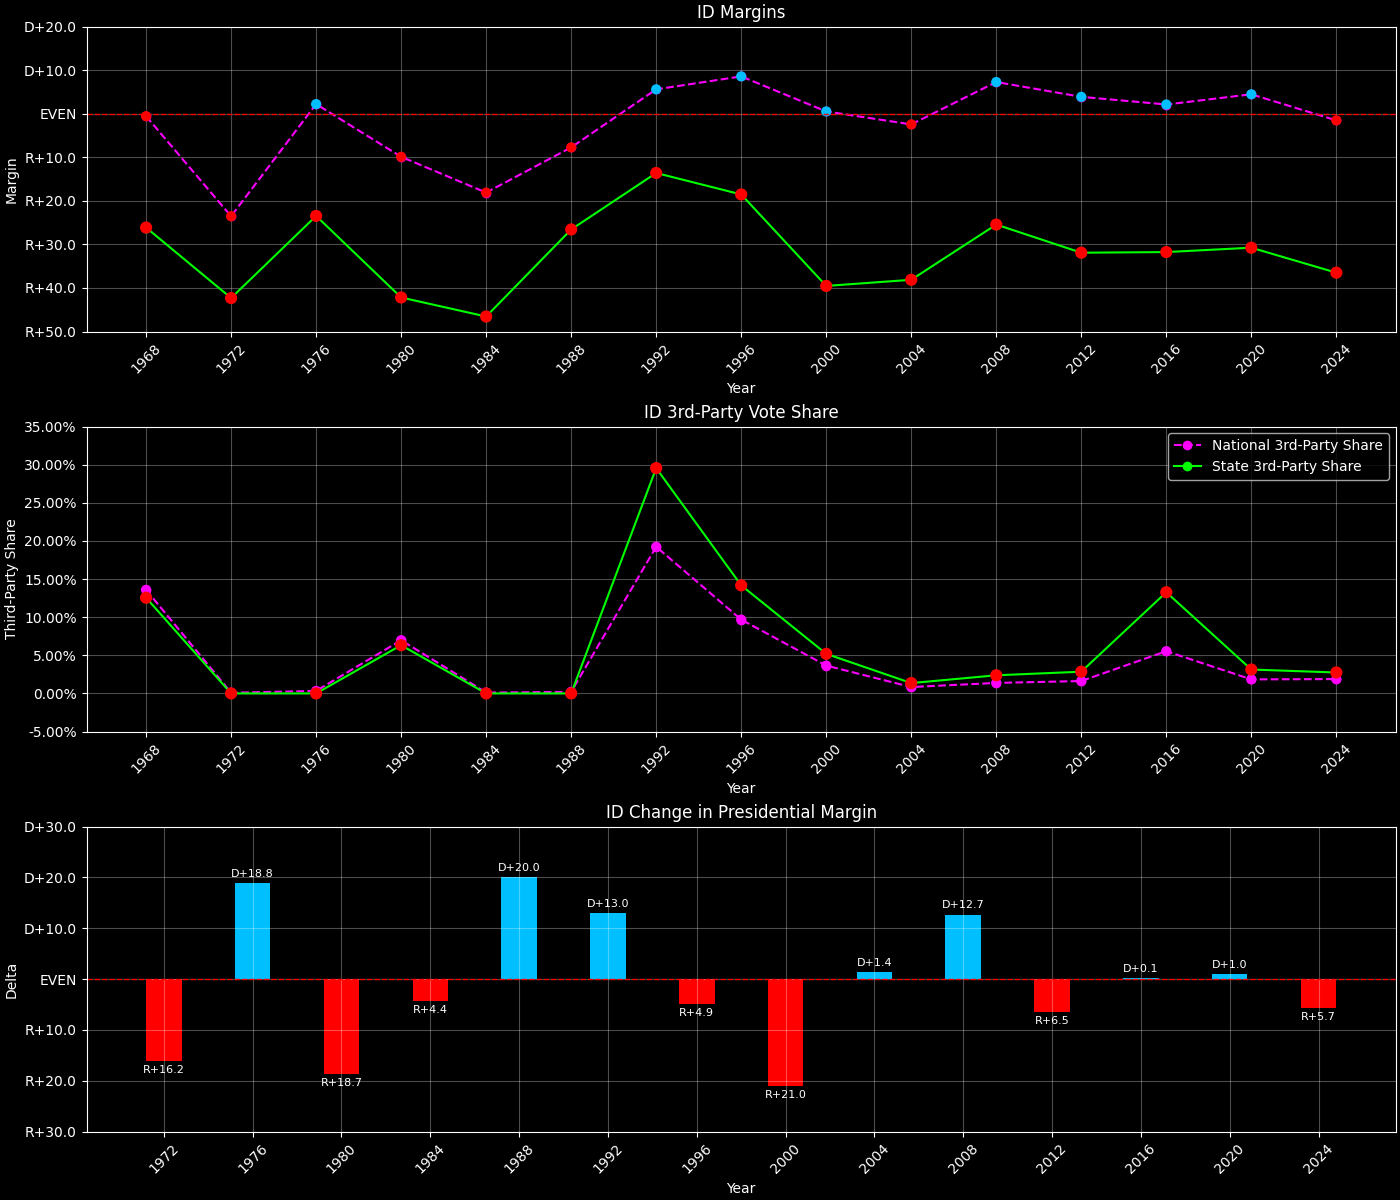 ID Margins
D+20.0
D+10.0
EVEN
R+10.0
R+20.0
R+30.0
R+40.0
R+50.0
Margin
1968 1972 1976 1980 1984 1988 1992 1996 2000 2004 2008 2012 2016 2020 2024
Year
ID 3rd-Party Vote Share
35.00%
30.00%
25.00%
20.00%
15.00%
10.00%
5.00%
0.00%
-5.00%
Third-Party Share
National 3rd-Party Share
State 3rd-Party Share
1968 1972 1976 1980 1984 1988 1992 1996 2000 2004 2008 2012 2016 2020 2024
Year
ID Change in Presidential Margin
D+30.0
D+20.0
D+10.0
EVEN
R+10.0
R+20.0
R+30.0
Delta
R+16.2
D+18.8
R+18.7
R+4.4
D+20.0
D+13.0
R+4.9
R+21.0
D+1.4
D+12.7
R+6.5
D+0.1
D+1.0
R+5.7
1972 1976 1980 1984 1988 1992 1996 2000 2004 2008 2012 2016 2020 2024
Year